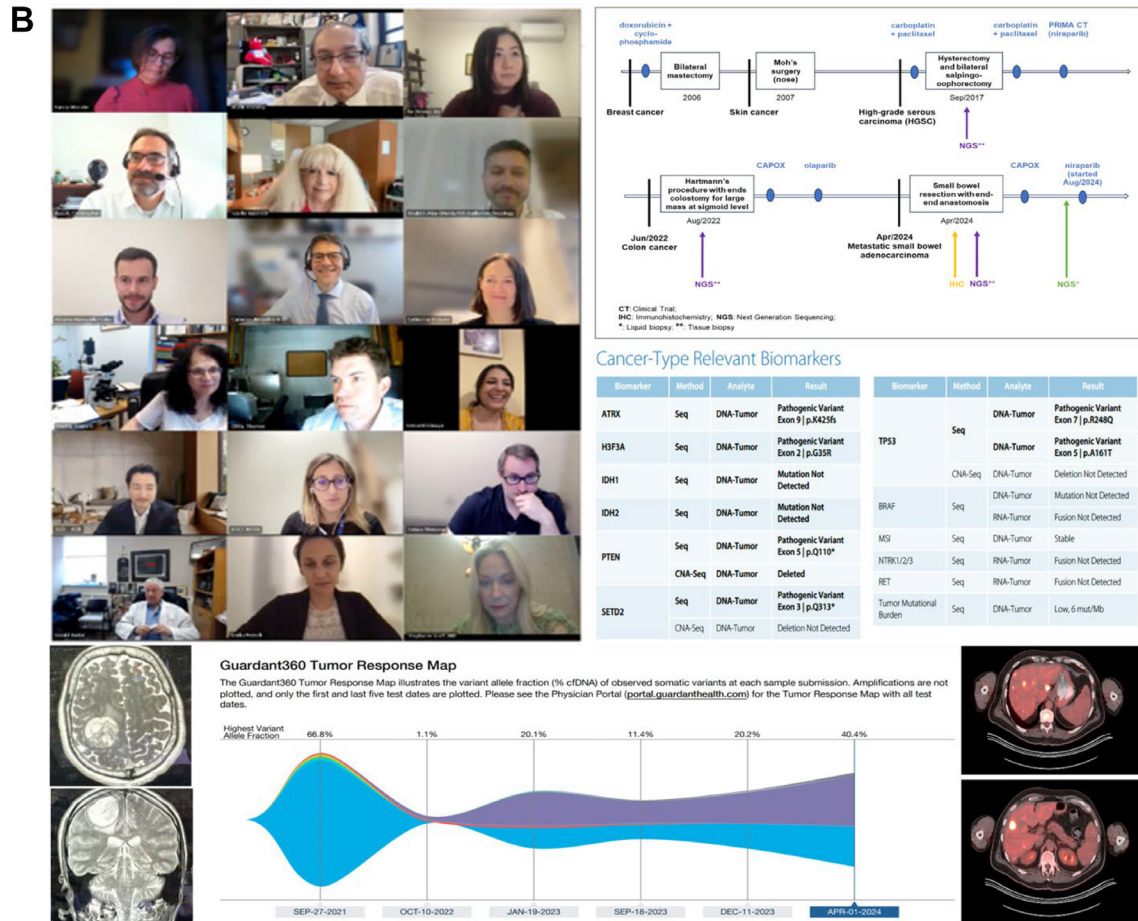 B
doxorubicin +
cyclo-
phosphamide
carboplatin
+ paclitaxel
carboplatin
+ paclitaxel
PRIMA CT
(niraparib)
Bilateral
mastectomy
Moh's
surgery
(nose)
Hysterectomy
and bilateral
salpingo-
oophorectomy
2006
2007
Sep/2017
Breast cancer
Skin cancer
High-grade serous
carcinoma (HGSC)
NGS**
CAPOX
olaparib
CAPOX
niraparib
(started
Aug/2024)
Hartmann's
procedure with ends
colostomy for large
mass at sigmoid level
Small bowel
resection with end-
end anastomosis
Aug/2022
Apr/2024
Jun/2022
Colon cancer
Apr/2024
Metastatic small bowel
adenocarcinoma
NGS**
IHC
NGS**
NGS*
CT: Clinical Trial;
IHC: Immunohistochemistry; NGS: Next Generation Sequencing;
*: Liquid biopsy; **: Tissue biopsy
Cancer-Type Relevant Biomarkers
Biomarker Method Analyte Result
ATRX Seq DNA-Tumor Pathogenic Variant
Exon 9 | p.K425fs
H3F3A Seq DNA-Tumor Pathogenic Variant
Exon 2 | p.G35R
IDH1 Seq DNA-Tumor Mutation Not
Detected
IDH2 Seq DNA-Tumor Mutation Not
Detected
PTEN Seq DNA-Tumor Pathogenic Variant
Exon 5 | p.Q110*
CNA-Seq DNA-Tumor Deleted
SETD2 Seq DNA-Tumor Pathogenic Variant
Exon 3 | p.Q313*
CNA-Seq DNA-Tumor Deletion Not Detected
Biomarker Method Analyte Result
TP53 Seq DNA-Tumor Pathogenic Variant
Exon 7 | p.R248Q
DNA-Tumor Pathogenic Variant
Exon 5 | p.A161T
CNA-Seq DNA-Tumor Deletion Not Detected
BRAF Seq DNA-Tumor Mutation Not Detected
RNA-Tumor Fusion Not Detected
MSI Seq DNA-Tumor Stable
NTRK1/2/3 Seq RNA-Tumor Fusion Not Detected
RET Seq RNA-Tumor Fusion Not Detected
Tumor Mutational
Burden Seq DNA-Tumor Low, 6 mut/Mb
Guardant360 Tumor Response Map
The Guardant360 Tumor Response Map illustrates the variant allele fraction (% cfDNA) of observed somatic variants at each sample submission. Amplifications are not
plotted, and only the first and last five test dates are plotted. Please see the Physician Portal (portal.guardanthealth.com) for the Tumor Response Map with all test
dates.
Highest Variant
Allele Fraction
66.8% 1.1% 20.1% 11.4% 20.2% 40.4%
SEP-27-2021 OCT-10-2022 JAN-19-2023 SEP-18-2023 DEC-11-2023 APR-01-2024